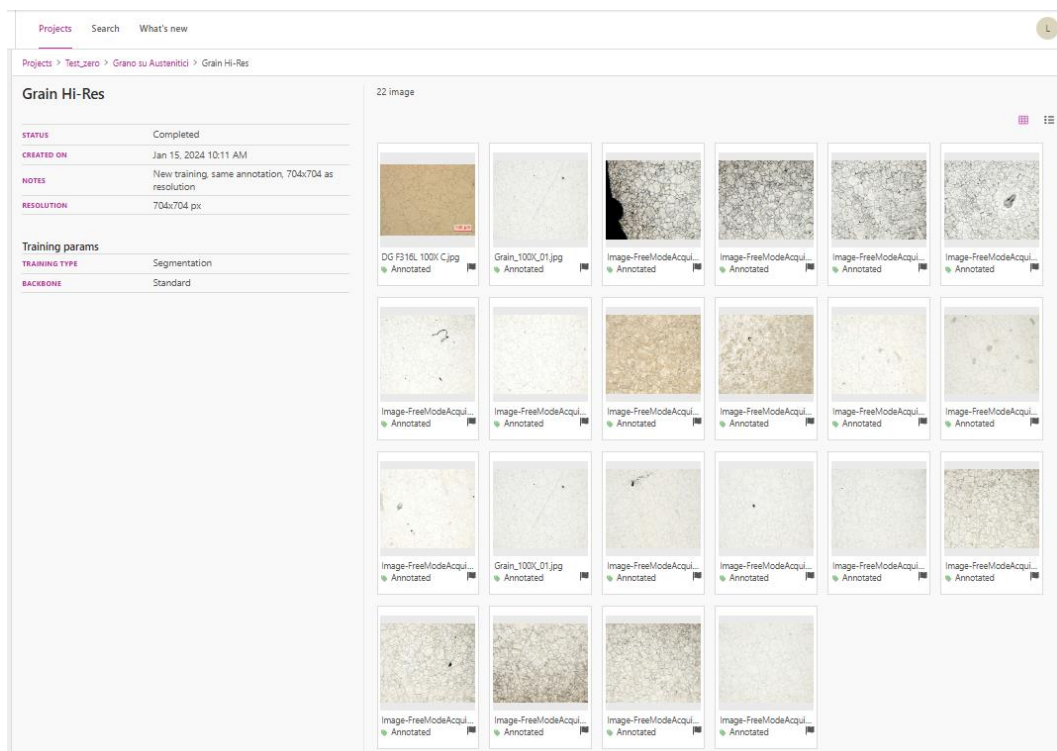 Projects Search What's new
L
Projects > Test_zero > Grano su Austenitici > Grain Hi-Res
Grain Hi-Res
STATUS Completed
CREATED ON Jan 15, 2024 10:11 AM
NOTES New training, same annotation, 704x704 as
resolution
RESOLUTION 704x704 px
Training params
TRAINING TYPE Segmentation
BACKBONE Standard
22 image
DG F316L 100X C.jpg Grain_100X_01.jpg Image-FreeModeAcqui... Image-FreeModeAcqui... Image-FreeModeAcqui... Image-FreeModeAcqui...
Annotated Annotated Annotated Annotated Annotated Annotated
Image-FreeModeAcqui... Image-FreeModeAcqui... Image-FreeModeAcqui... Image-FreeModeAcqui... Image-FreeModeAcqui... Image-FreeModeAcqui...
Annotated Annotated Annotated Annotated Annotated Annotated
Image-FreeModeAcqui... Grain_100X_01.jpg Image-FreeModeAcqui... Image-FreeModeAcqui... Image-FreeModeAcqui... Image-FreeModeAcqui...
Annotated Annotated Annotated Annotated Annotated Annotated
Image-FreeModeAcqui... Image-FreeModeAcqui... Image-FreeModeAcqui... Image-FreeModeAcqui...
Annotated Annotated Annotated Annotated